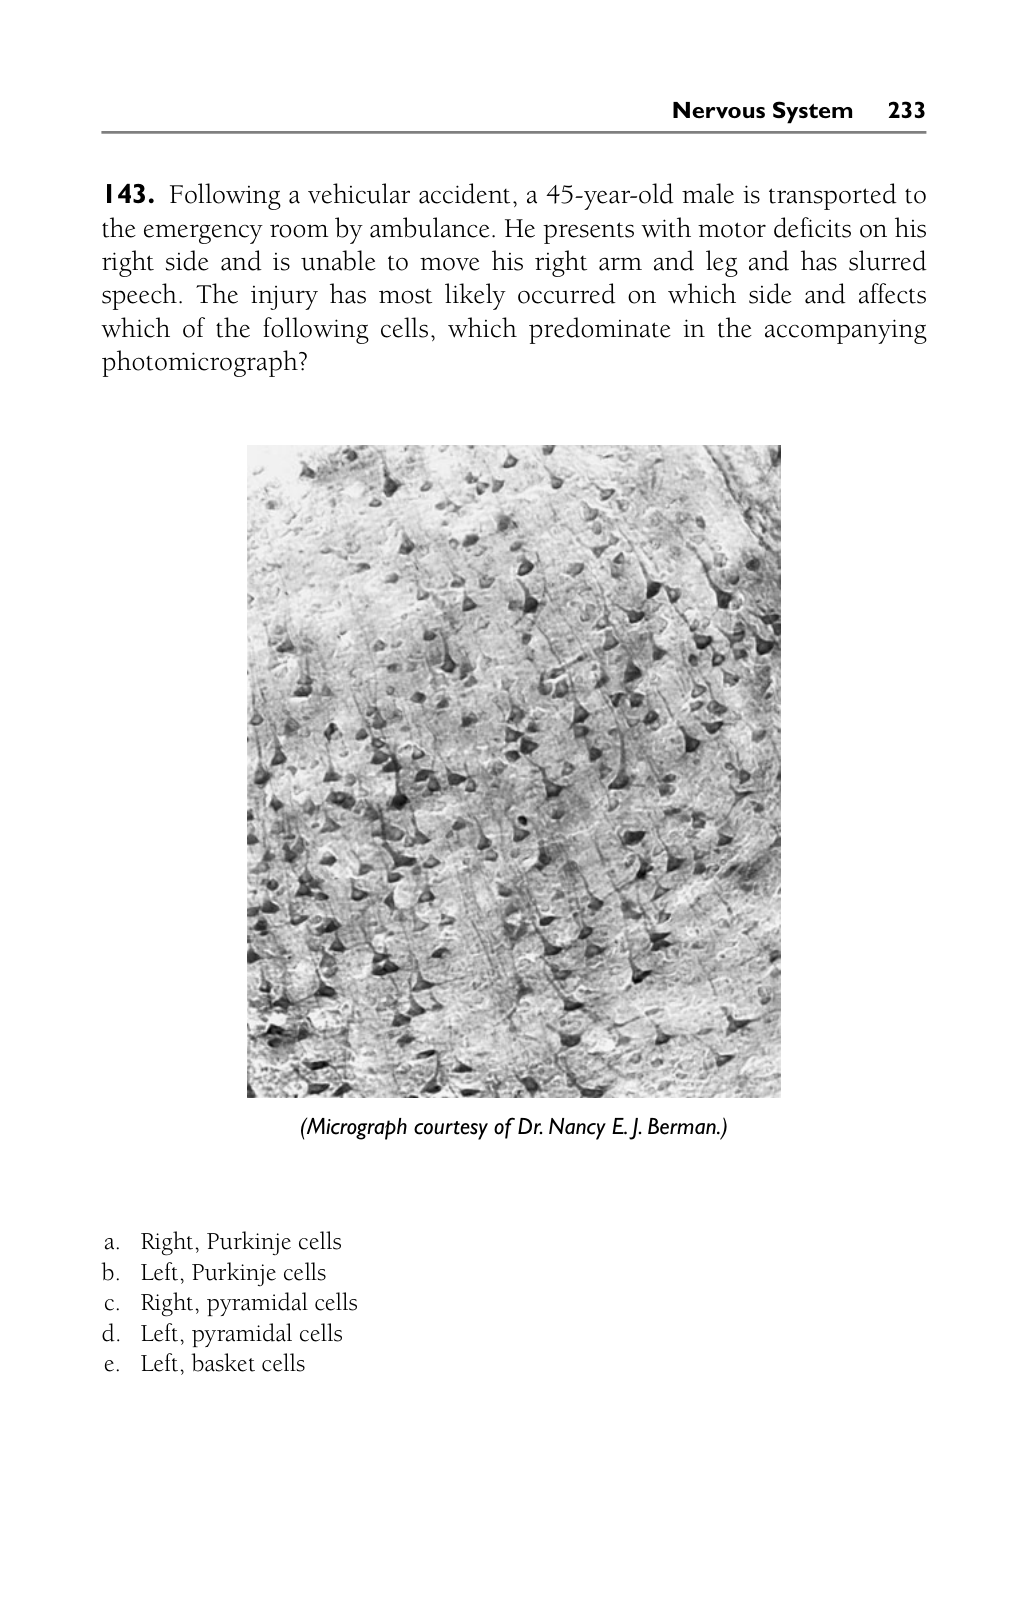 Nervous System 233
143. Following a vehicular accident, a 45-year-old male is transported to
the emergency room by ambulance. He presents with motor deficits on his
right side and is unable to move his right arm and leg and has slurred
speech. The injury has most likely occurred on which side and affects
which of the following cells, which predominate in the accompanying
photomicrograph?
(Micrograph courtesy of Dr. Nancy E. J. Berman.)
a. Right, Purkinje cells
b. Left, Purkinje cells
c. Right, pyramidal cells
d. Left, pyramidal cells
e. Left, basket cells